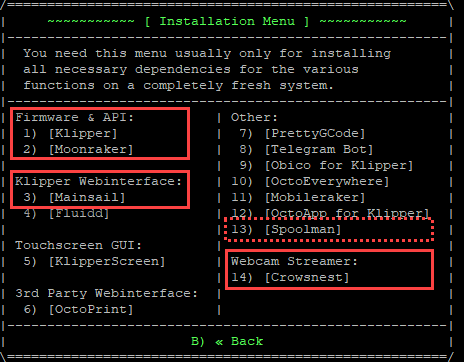 ~~~~~~~~~~~ [ Installation Menu ] ~~~~~~~~~~~
You need this menu usually only for installing
all necessary dependencies for the various
functions on a completely fresh system.
Firmware & API:
1) [Klipper]
2) [Moonraker]
Klipper Webinterface:
3) [Mainsail]
4) [Fluidd]
Touchscreen GUI:
5) [KlipperScreen]
3rd Party Webinterface:
6) [OctoPrint]
Other:
7) [PrettyGCode]
8) [Telegram Bot]
9) [Obico for Klipper]
10) [OctoEverywhere]
11) [Mobileraker]
12) [OctoApp for Klipper]
13) [Spoolman]
Webcam Streamer:
14) [Crowsnest]
B) « Back